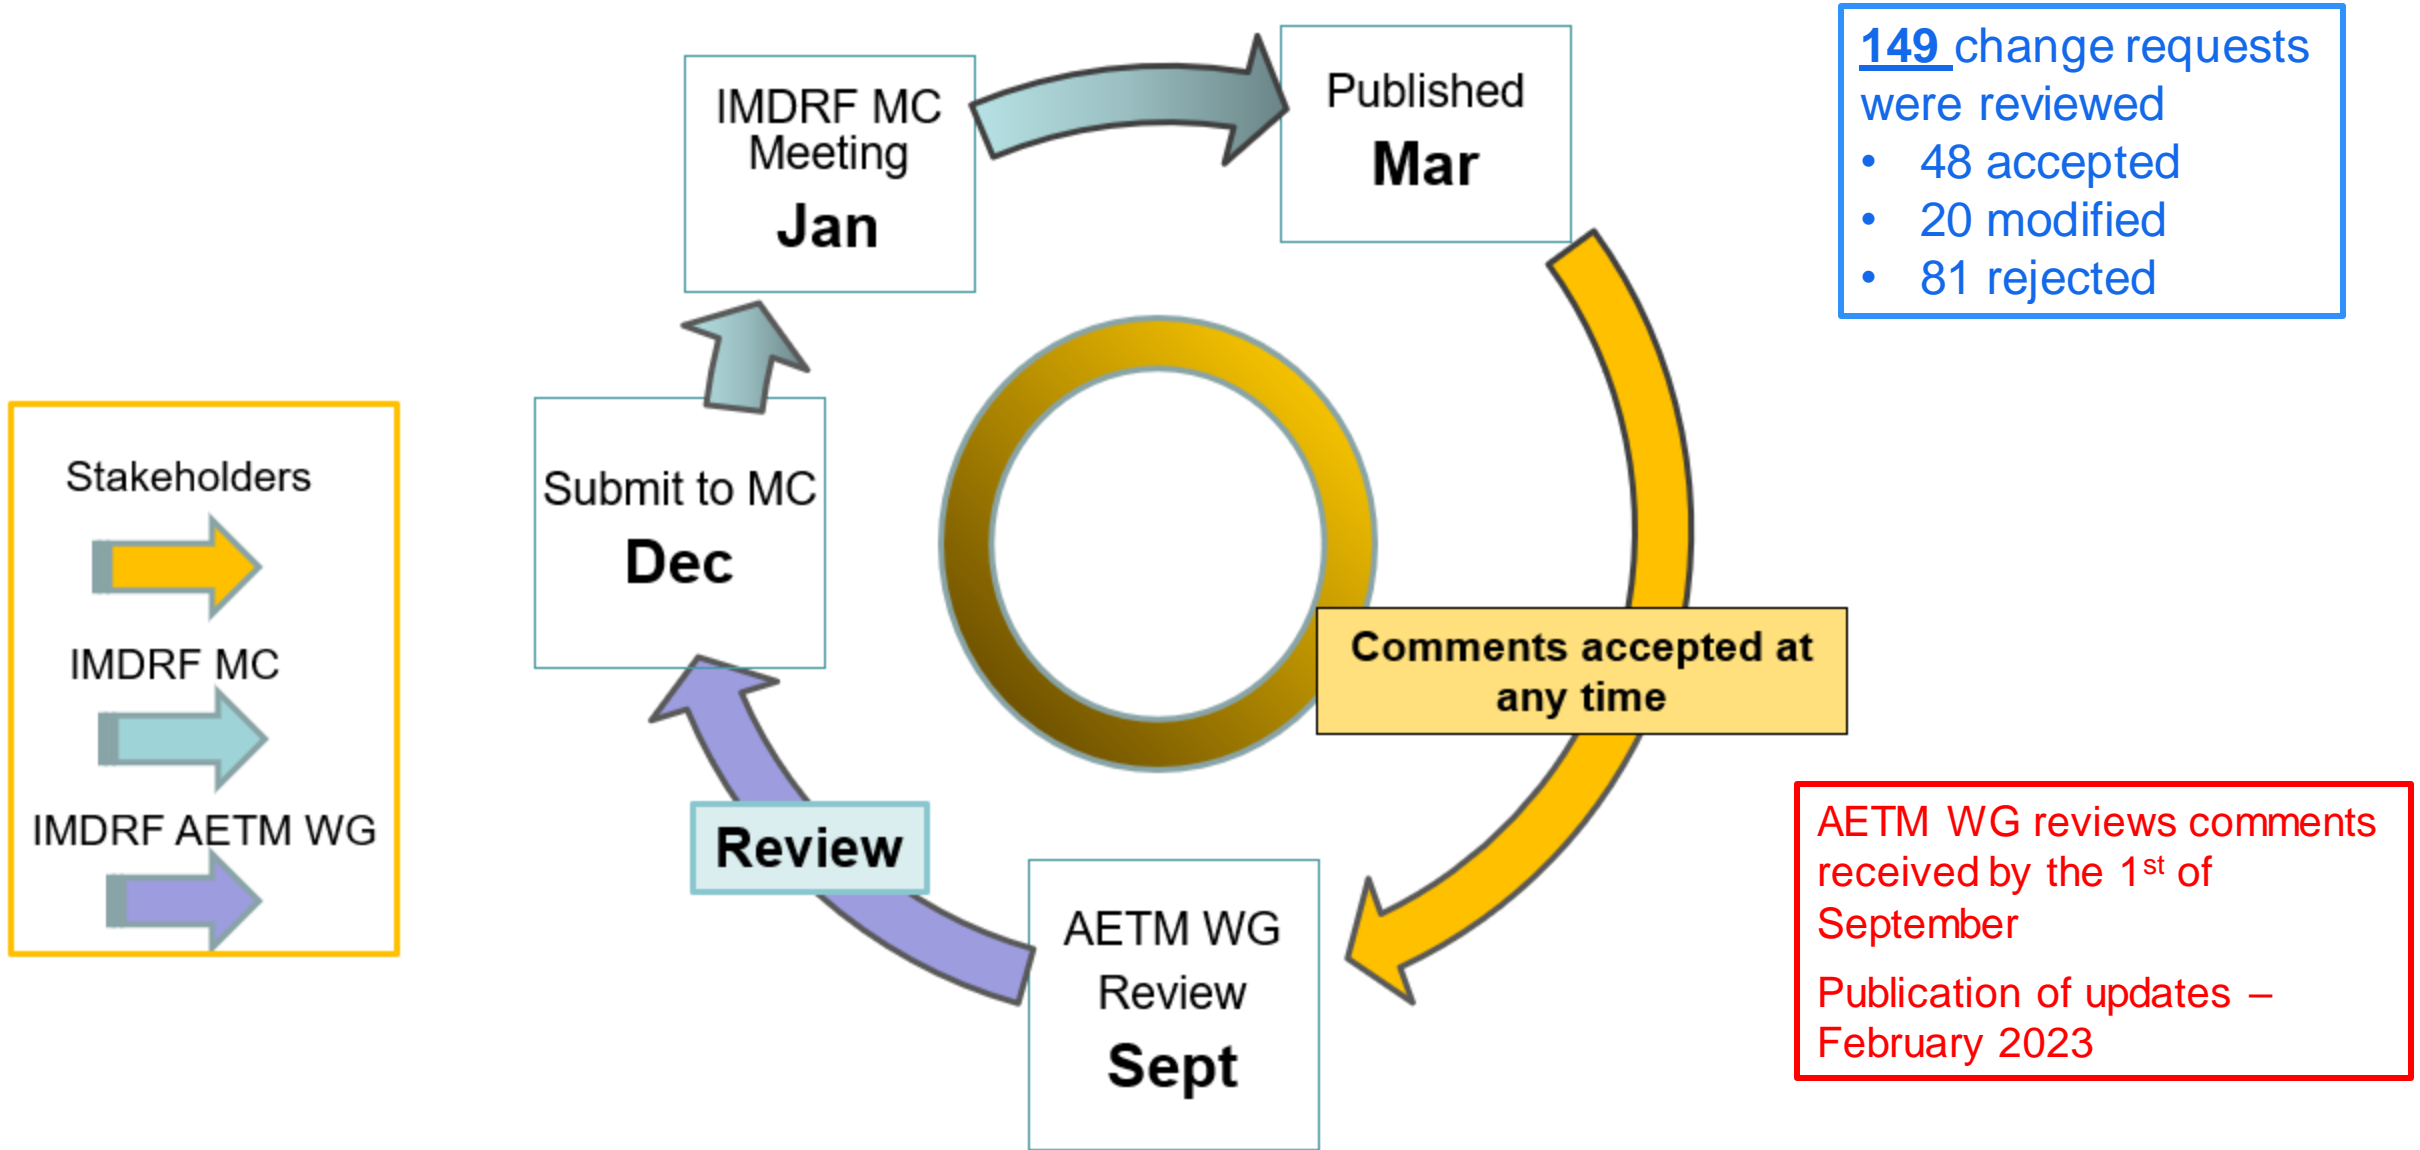 IMDRF MC
Meeting
Jan
Published
Mar
149 change requests
were reviewed
• 48 accepted
• 20 modified
• 81 rejected
Stakeholders
IMDRF MC
IMDRF AETM WG
Submit to MC
Dec
Comments accepted at
any time
Review
AETM WG
Review
Sept
AETM WG reviews comments
received by the 1st of
September
Publication of updates –
February 2023